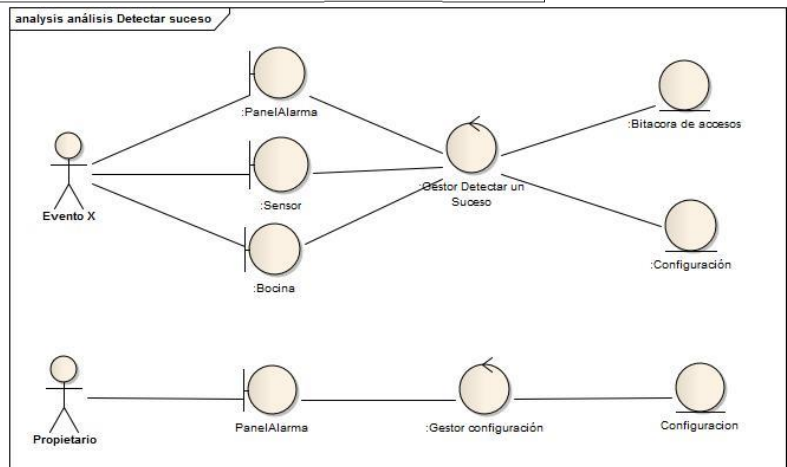 analysis análisis Detectar suceso
:PanelAlarma
:Bitacora de accesos
:Sensor
:Gestor Detectar un
Suceso
Evento X
:Configuración
:Bocina
Propietario
PanelAlarma
:Gestor configuración
Configuracion